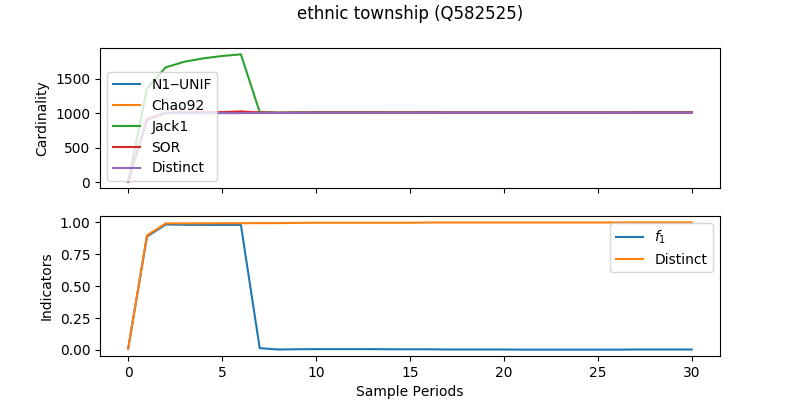 ethnic township (Q582525)
Cardinality
1500
1000
500
0
N1−UNIF
Chao92
Jack1
SOR
Distinct
Indicators
1.00
0.75
0.50
0.25
0.00
f1
Distinct
0 5 10 15 20 25 30
Sample Periods